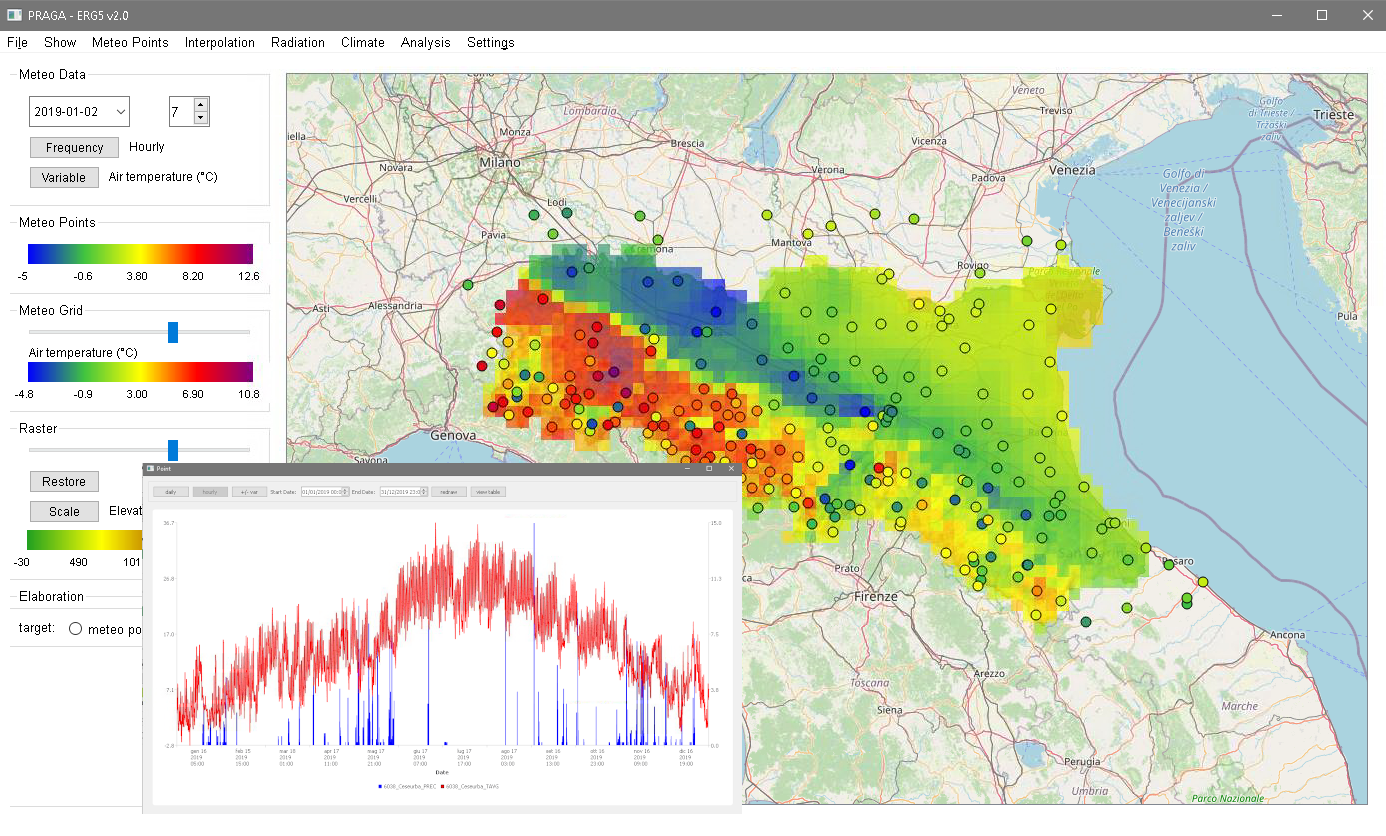 PRAGA - ERG5 v2.0
File Show Meteo Points Interpolation Radiation Climate Analysis Settings
Meteo Data
2019-01-02 7
Frequency Hourly
Variable Air temperature (°C)
Meteo Points
-5 -0.6 3.80 8.20 12.6
Meteo Grid
Air temperature (°C)
-4.8 -0.9 3.00 6.90 10.8
Raster
Restore
Scale Elevat
-30 490 101
Elaboration
target: meteo po
Lombardia
Veneto
Treviso
Golfo
di Trieste /
Tržaški
zaliv
Trieste
Monza
Brescia
Vicenza
Milano
Novara
Verona
Padova
Venezia
Golfo di
Venezia /
Venecijanski
zaljev /
Beneški
zaliv
Vercelli
Lodi
Pavia
Cremona
Mantova
Rovigo
Asti
Alessandria
Pula
Genova
Savona
Prato
Firenze
Pesaro
Ancona
Arezzo
Toscana
Siena
Marche
Perugia
Umbria
Parco Nazionale
Point
daily hourly +/- var Start Date: 01/01/2019 00:0 End Date: 31/12/2019 23:0 redraw view table
36.7
26.8
17.0
7.1
-2.8
15.0
11.3
7.5
3.8
0.0
gen 16 feb 15 mar 18 apr 17 mag 17 giu 17 lug 17 ago 17 set 16 ott 16 nov 16 dic 16
2019 2019 2019 2019 2019 2019 2019 2019 2019 2019 2019 2019
05:00 15:00 01:00 11:00 21:00 07:00 17:00 03:00 13:00 23:00 09:00 19:00
Date
6038_Ceseurba_PREC 6038_Ceseurba_TAVG